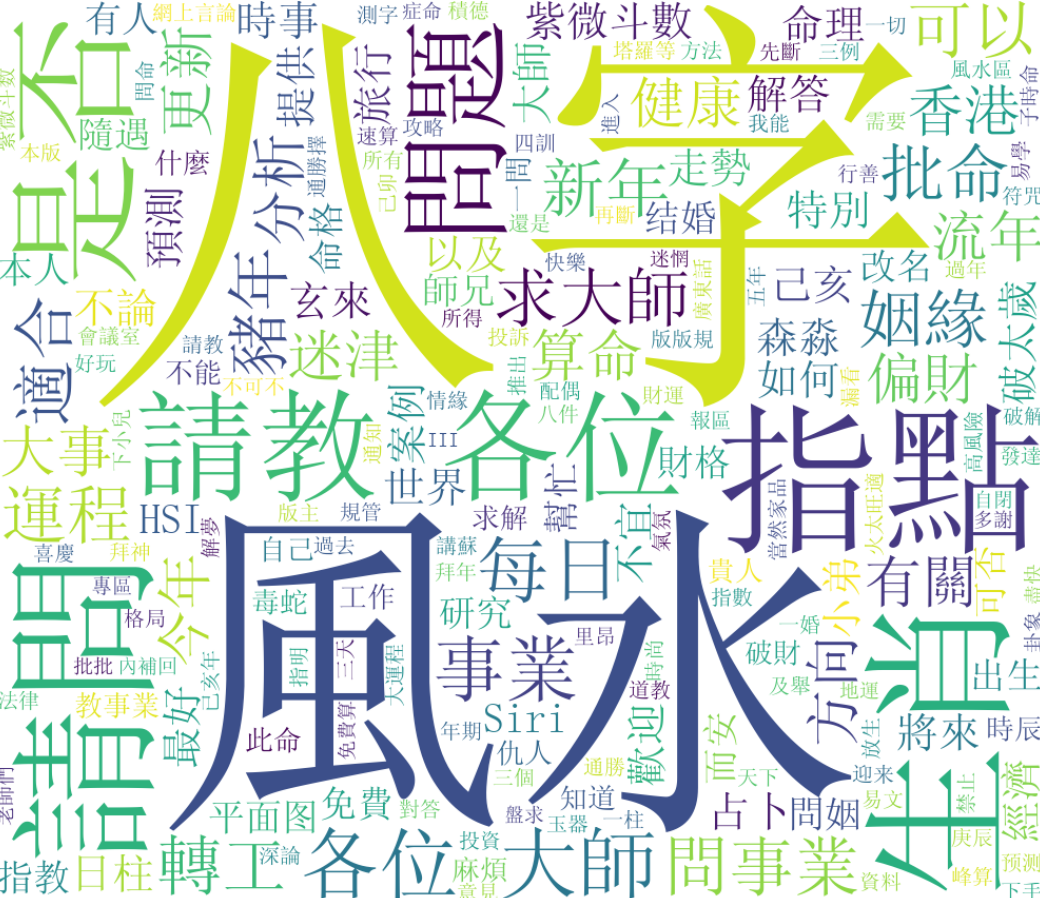 八字
風水
指點
請教
各位
請問
問題
是否
定
生肖
求大師
各位
大師
每日
事業
問事業
新年
批命
姻緣
香港
可以
流年
偏財
算命
迷津
豬年
分析
適合
運程
大事
轉工
有關
方向
健康
解答
命理
紫微斗數
特別
走勢
結婚
改名
己亥
森淼
如何
破太歲
財格
世界
案例
幫忙
不宜
HSI
求解
自己
過去
今年
毒蛇
工作
研究
Siri
歡迎
占卜
問姻
將來
時辰
出生
可否
小弟
貴人
破財
而安
知道
仇人
免費
平面图
最好
日柱
指教
麻煩
投資
意見
深論
對答
年期
三個
通勝
盤求
玉器
一柱
此命
免費算
三天
指明
大運程
道教
時尚
里昂
講蘇
拜年
版主
規管
氣氛
指數
一婚
及舉
地運
放生
天下
迎来
易文
禁止
經濟
庚辰
峰算
预测
資料
下手
卦象
盡快
多謝
自閉
發達
破解
高風險
漏看
火太旺適
當然家品
報區
財運
版版規
廣東話
五年
迷惘
快樂
再斷
還是
一問
四訓
大師
攻略
速算
所有
己卯
通勝擇
命格
旅行
提供
時事
有人
更新
隨遇
什麼
預測
本人
不論
不能
請教
會議室
好玩
下小兒
不可不
玄來
以及
師兄
所得
投訴
推出
配偶
八件
情緣
通知
III
解夢
拜神
喜慶
專區
格局
批批
內補回
己亥年
教事業
法律
老師們
網上言論
測字
症命
積德
問命
本版
紫微斗数
塔羅等
方法
先斷
三例
一切
進入
我能
需要
行善
風水區
子時命
易學
符咒
過年